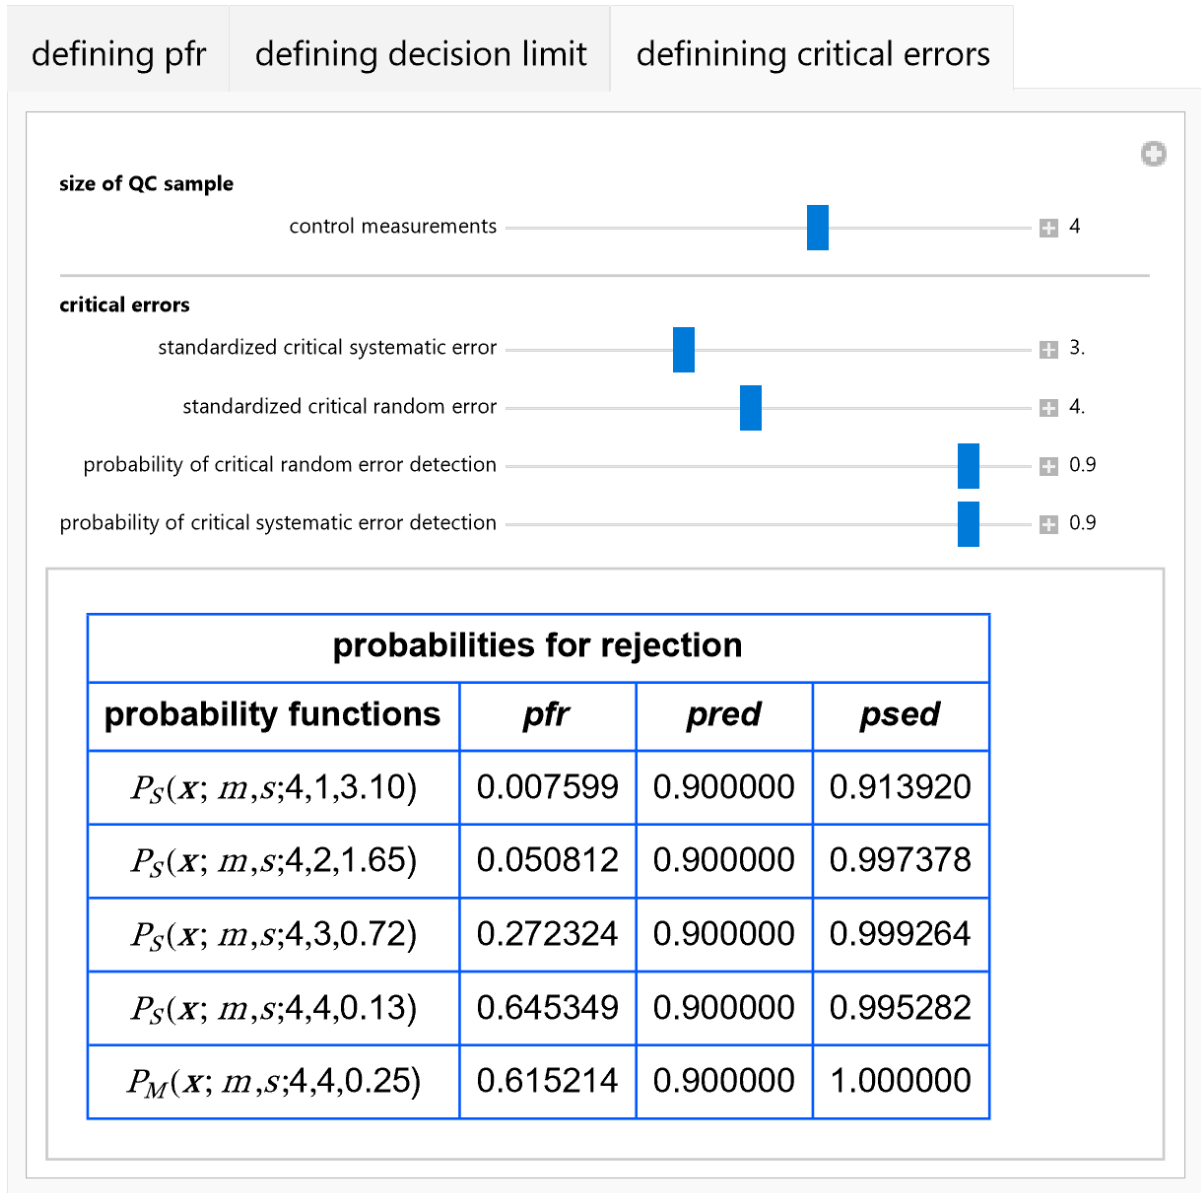 defining pfr defining decision limit definining critical errors
size of QC sample
control measurements 4
critical errors
standardized critical systematic error 3.
standardized critical random error 4.
probability of critical random error detection 0.9
probability of critical systematic error detection 0.9
probabilities for rejection
probability functions pfr pred psed
P_S(x; m,s;4,1,3.10) 0.007599 0.900000 0.913920
P_S(x; m,s;4,2,1.65) 0.050812 0.900000 0.997378
P_S(x; m,s;4,3,0.72) 0.272324 0.900000 0.999264
P_S(x; m,s;4,4,0.13) 0.645349 0.900000 0.995282
P_M(x; m,s;4,4,0.25) 0.615214 0.900000 1.000000